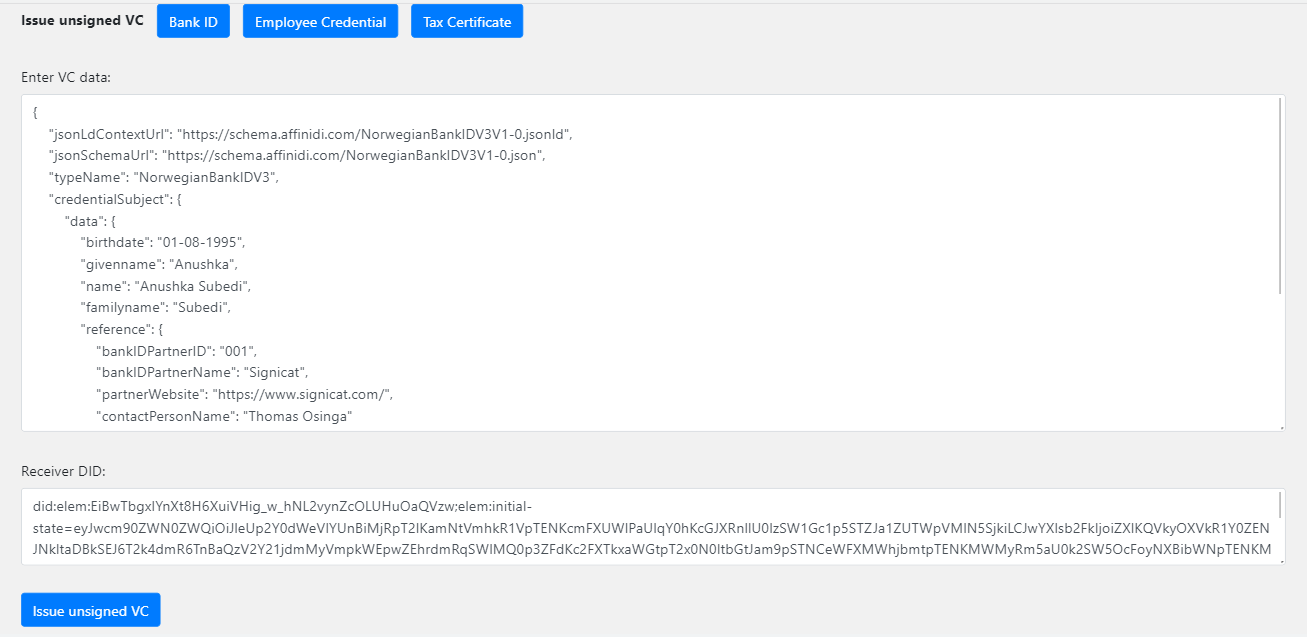 Issue unsigned VC Bank ID Employee Credential Tax Certificate
Enter VC data:
{
"jsonLdContextUrl": "https://schema.affinidi.com/NorwegianBankIDV3V1-0.jsonld",
"jsonSchemaUrl": "https://schema.affinidi.com/NorwegianBankIDV3V1-0.json",
"typeName": "NorwegianBankIDV3",
"credentialSubject": {
"data": {
"birthdate": "01-08-1995",
"givenname": "Anushka",
"name": "Anushka Subedi",
"familyname": "Subedi",
"reference": {
"bankIDPartnerID": "001",
"bankIDPartnerName": "Signicat",
"partnerWebsite": "https://www.signicat.com/",
"contactPersonName": "Thomas Osinga"
Receiver DID:
did:elem:EiBwTbgxlYnXt8H6XuiVHig_w_hNL2vynZcOLUHuOaQVzw;elem:initial-
Issue unsigned VC